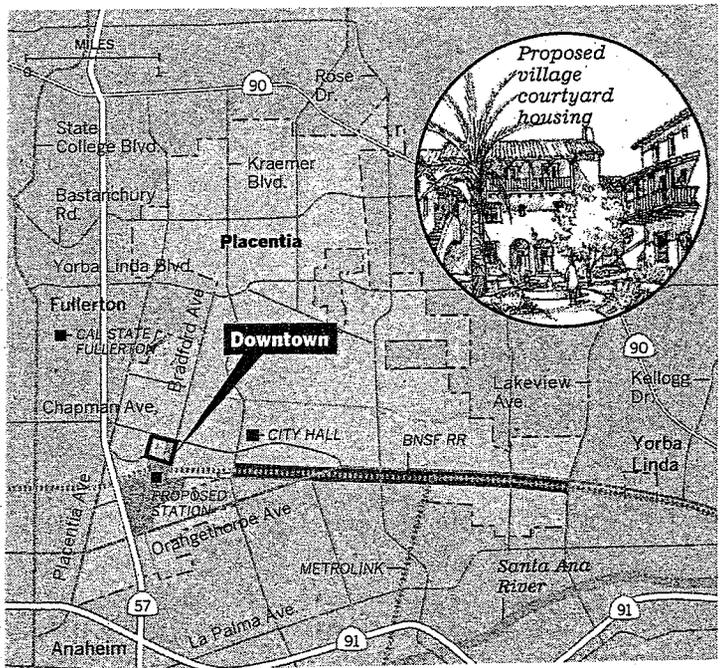 MILES
0 1
90
Rose
Dr.
Proposed
village
courtyard
housing
State
College Blvd.
Kraemer
Blvd.
Bastanchury
Rd.
Placentia
Yorba Linda Blvd.
Fullerton
CAL STATE
FULLERTON
Bradford Ave
Downtown
90
Lakeview
Ave.
Kellogg
Dr.
Chapman Ave.
CITY HALL
BNSF RR
Yorba
Linda
Placentia Ave
PROPOSED
STATION
Orangethorpe Ave
METROLINK
Santa Ana
River
57
La Palma Ave
91
91
Anaheim